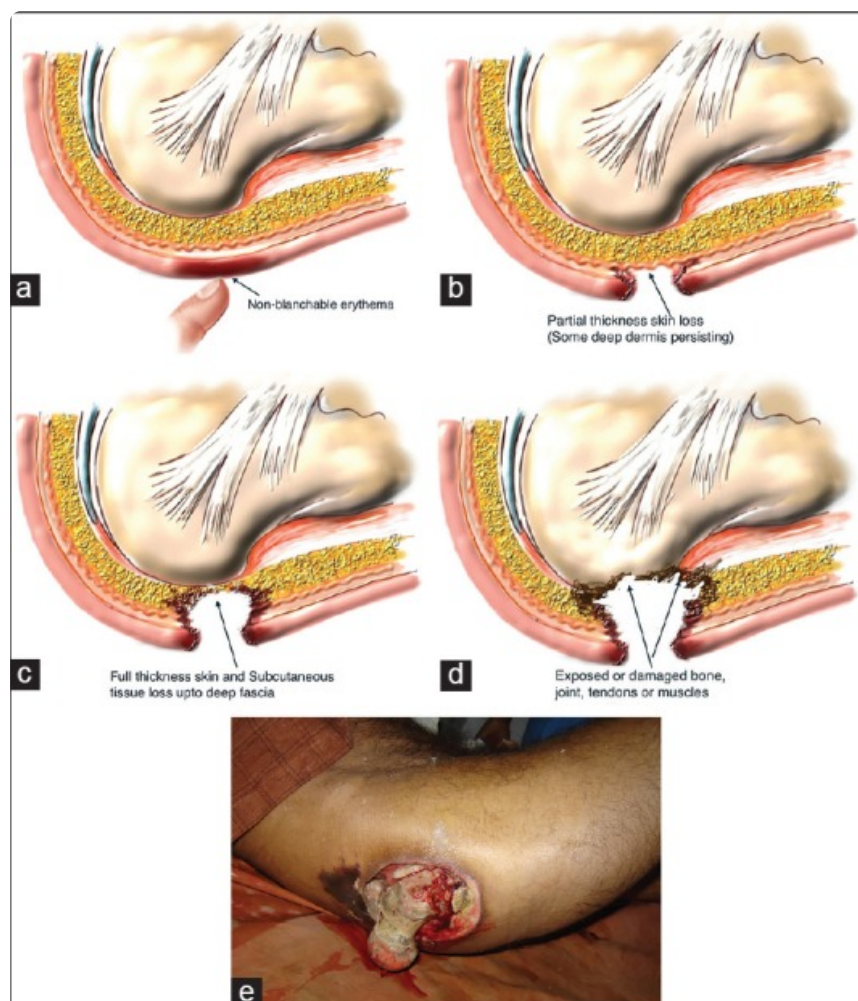 a
Non-blanchable erythema
b
Partial thickness skin loss
(Some deep dermis persisting)
c
Full thickness skin and Subcutaneous
tissue loss upto deep fascia
d
Exposed or damaged bone,
joint, tendons or muscles
e